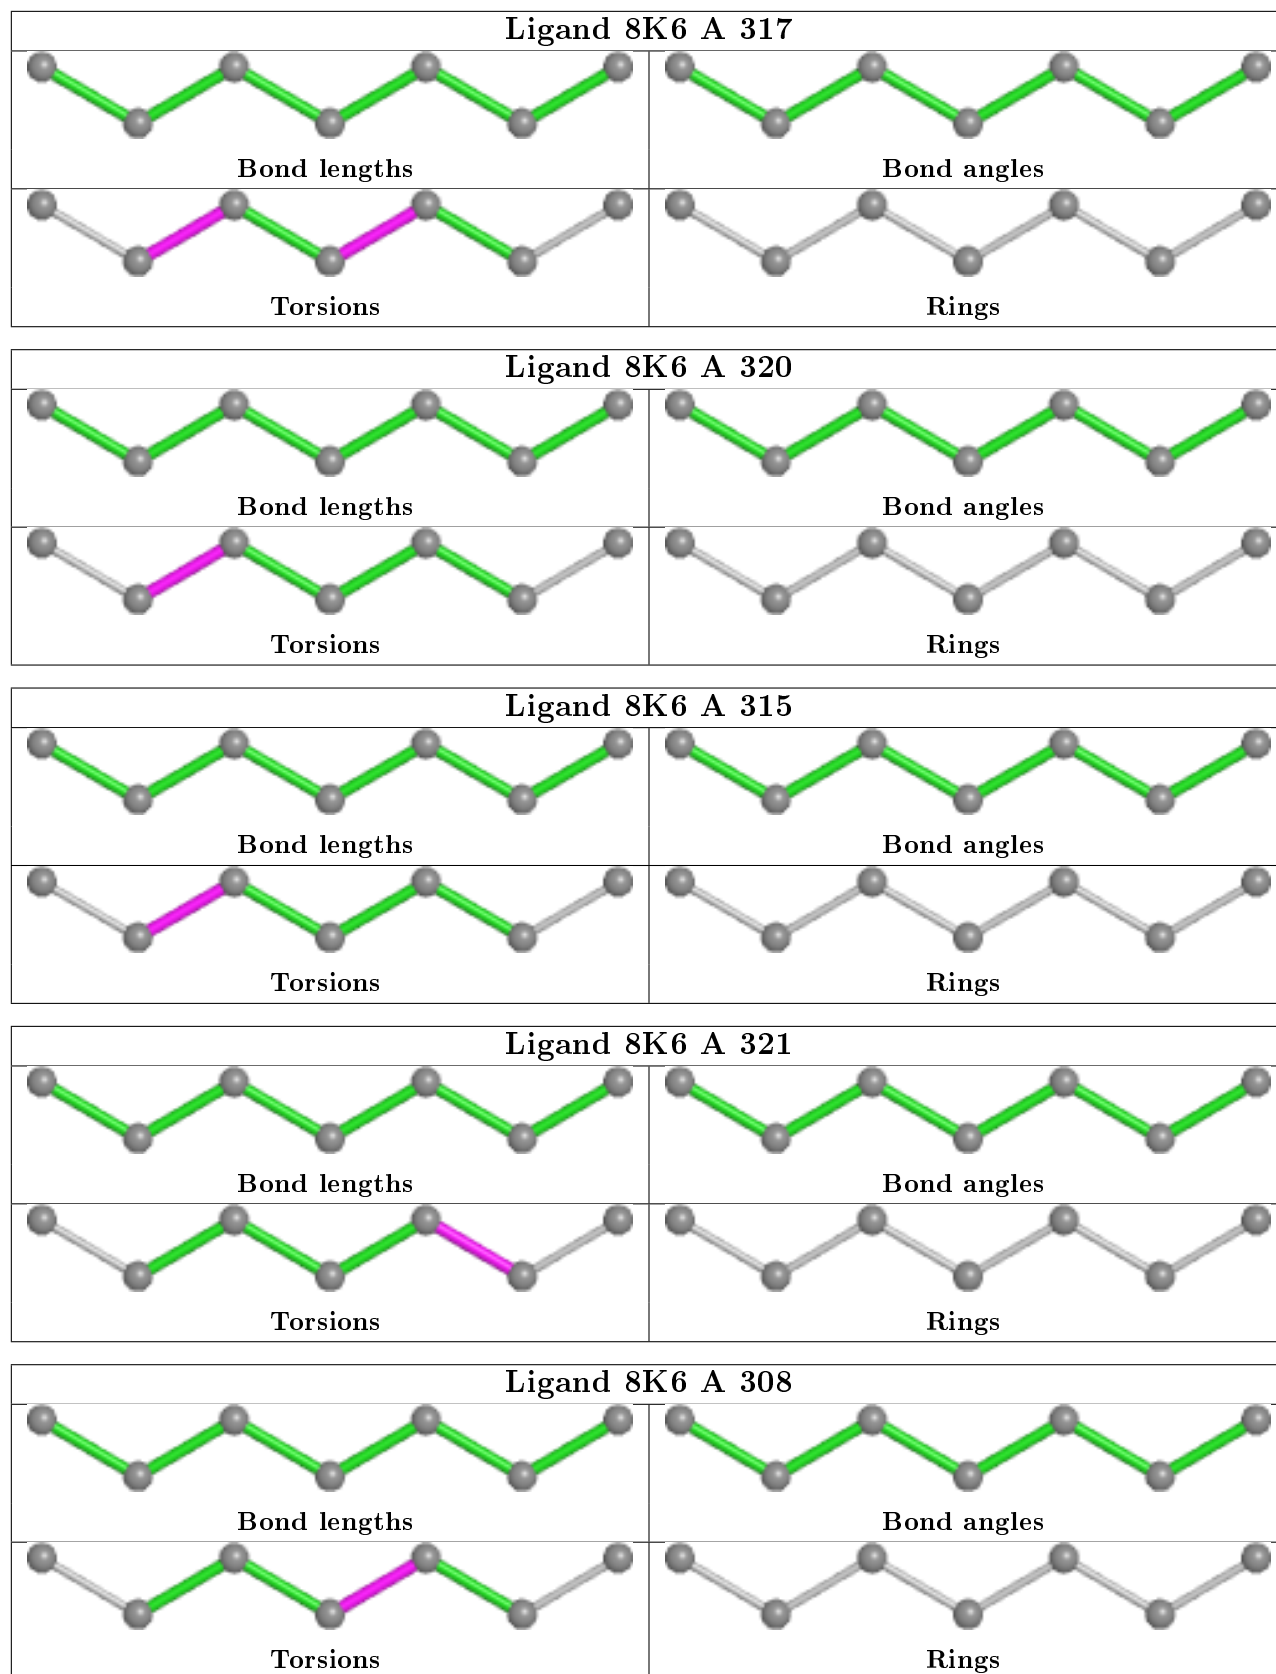 Ligand 8K6 A 317
Bond lengths
Bond angles
Torsions
Rings
Ligand 8K6 A 320
Bond lengths
Bond angles
Torsions
Rings
Ligand 8K6 A 315
Bond lengths
Bond angles
Torsions
Rings
Ligand 8K6 A 321
Bond lengths
Bond angles
Torsions
Rings
Ligand 8K6 A 308
Bond lengths
Bond angles
Torsions
Rings